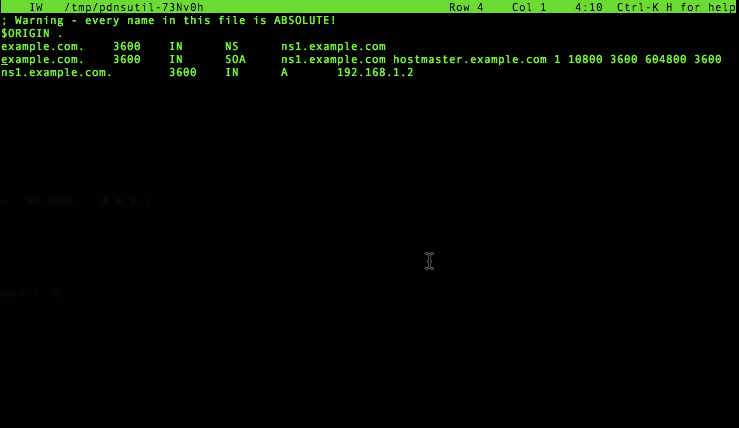 IW   /tmp/pdnsutil-73Nv0h   Row 4   Col 1   4:10  Ctrl-K H for help
; Warning - every name in this file is ABSOLUTE!
$ORIGIN .
example.com.    3600    IN      NS      ns1.example.com
example.com.    3600    IN      SOA     ns1.example.com hostmaster.example.com 1 10800 3600 604800 3600
ns1.example.com.        3600    IN      A       192.168.1.2